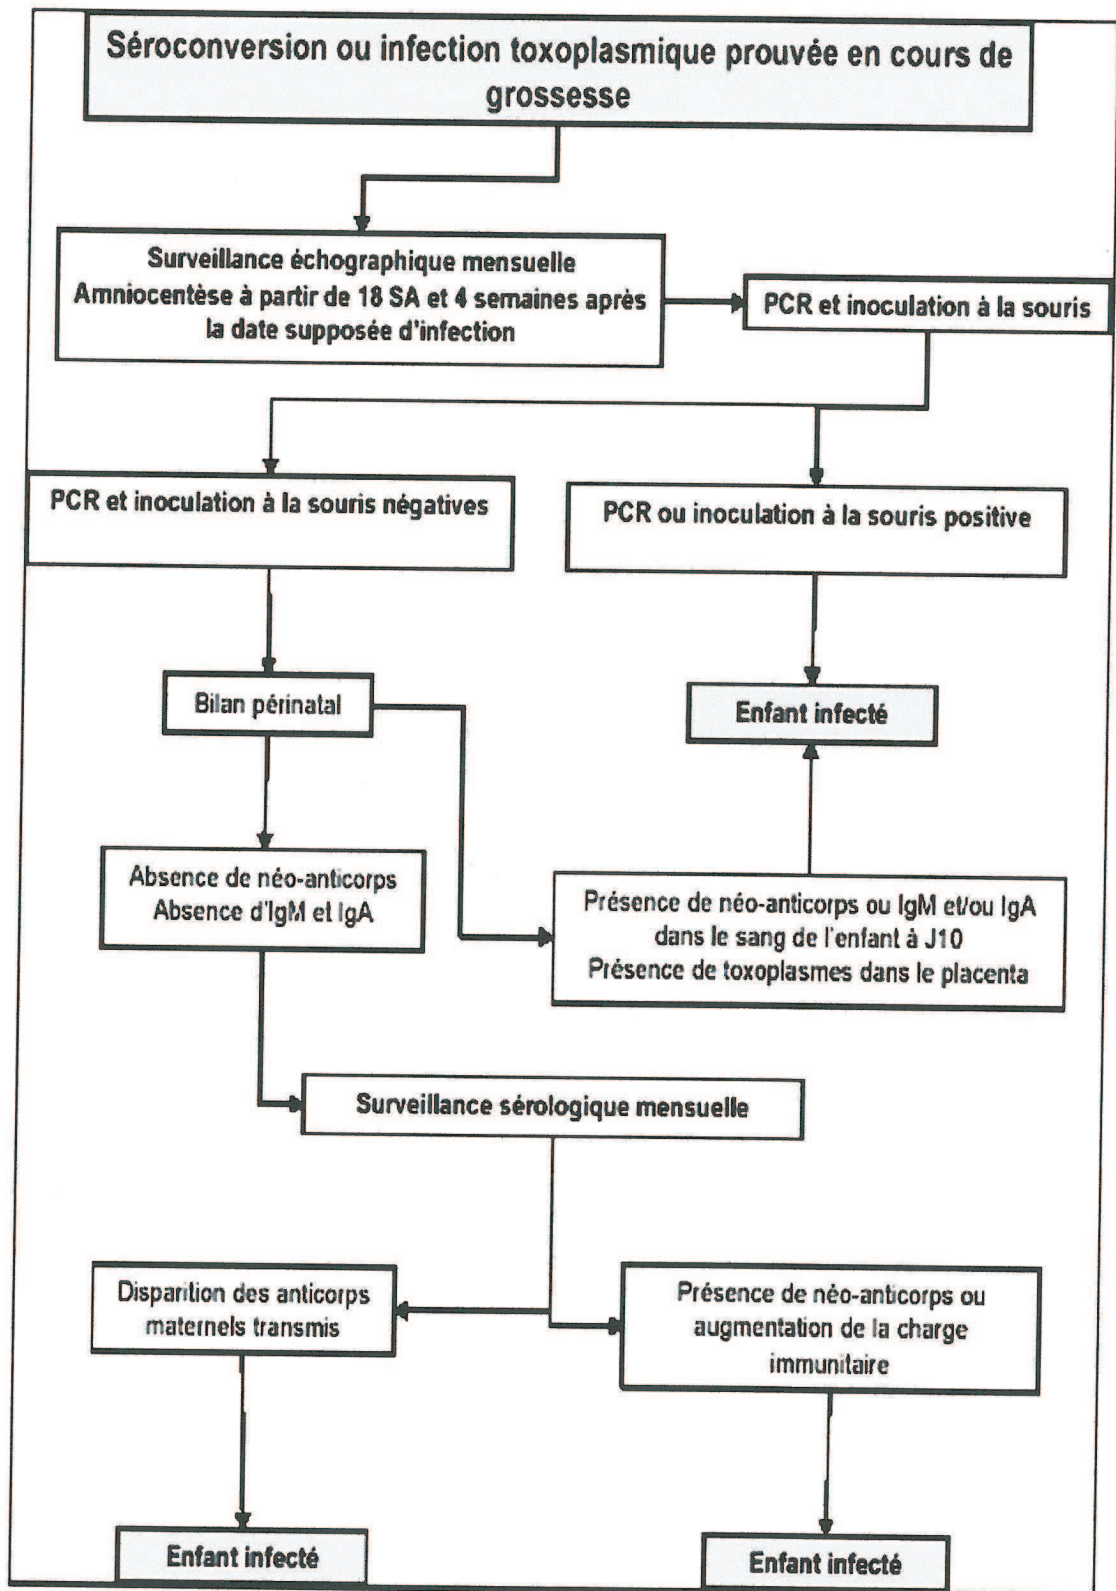 Séroconversion ou infection toxoplasmique prouvée en cours de
grossesse
Surveillance échographique mensuelle
Amniocentèse à partir de 18 SA et 4 semaines après
la date supposée d'infection
PCR et inoculation à la souris
PCR et inoculation à la souris négatives
PCR ou inoculation à la souris positive
Bilan périnatal
Enfant infecté
Absence de néo-anticorps
Absence d'IgM et IgA
Présence de néo-anticorps ou IgM et/ou IgA
dans le sang de l'enfant à J10
Présence de toxoplasmes dans le placenta
Surveillance sérologique mensuelle
Disparition des anticorps
maternels transmis
Présence de néo-anticorps ou
augmentation de la charge
immunitaire
Enfant infecté
Enfant infecté